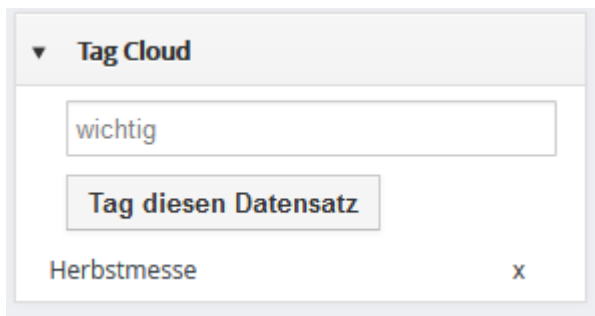 Tag Cloud
wichtig
Tag diesen Datensatz
Herbstmesse x